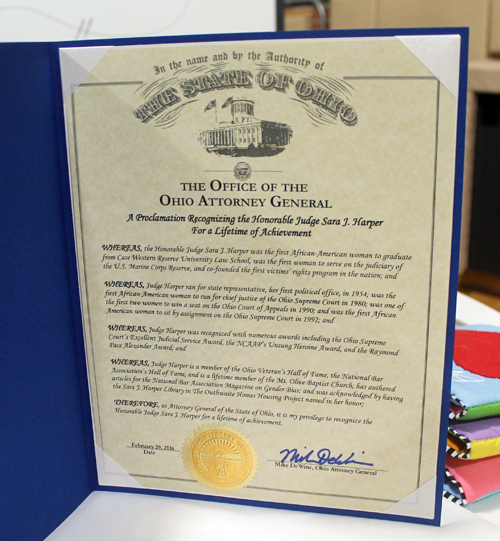 In the name and by the Authority of
THE STATE OF OHIO
THE OFFICE OF THE
OHIO ATTORNEY GENERAL
A Proclamation Recognizing the Honorable Judge Sara J. Harper
For a Lifetime of Achievement
WHEREAS, the Honorable Judge Sara J. Harper was the first African-American woman to graduate
from Case Western Reserve University Law School, was the first woman to serve on the judiciary of
the U.S. Marine Corps Reserve, and co-founded the first victims' rights program in the nation; and
WHEREAS, Judge Harper ran for state representative, her first political office, in 1954; was the
first African-American woman to run for chief justice of the Ohio Supreme Court in 1980; was one of
the first two women to win a seat on the Ohio Court of Appeals in 1990; and was the first African
American woman to sit by assignment on the Ohio Supreme Court in 1992; and
WHEREAS, Judge Harper was recognized with numerous awards including the Ohio Supreme
Court's Excellent Judicial Service Award, the NCAAP's Unsung Heroine Award, and the Raymond
Pace Alexander Award; and
WHEREAS, Judge Harper is a member of the Ohio Veteran's Hall of Fame, the National Bar
Association's Hall of Fame, and is a lifetime member of the Mt. Olive Baptist Church; has authored
articles for the National Bar Association Magazine on Gender Bias; and was acknowledged by having
the Sara J. Harper Library in The Outhwaite Homes Housing Project named in her honor;
THEREFORE, as Attorney General of the State of Ohio, it is my privilege to recognize the
Honorable Judge Sara J. Harper for a lifetime of achievement.
February 29, 2016
Date
Mike DeWine, Ohio Attorney General